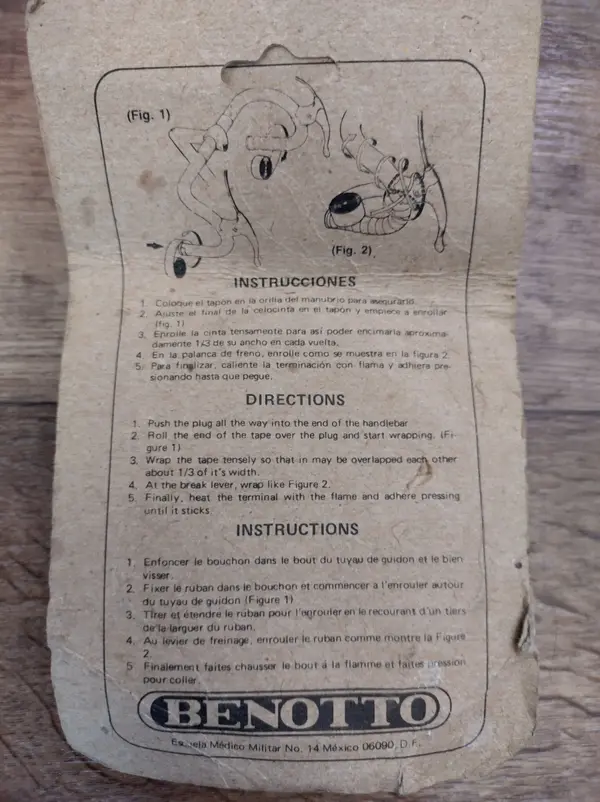 (Fig. 1)
(Fig. 2)
INSTRUCCIONES
1. Coloque el tapón en la orilla del manubrio para asegurarlo.
2. Ajuste el final de la celocinta en el tapón y empiece a enrollar
(fig. 1)
3. Enrolle la cinta tensamente para así poder encimarla aproxima-
damente 1/3 de su ancho en cada vuelta.
4. En la palanca de freno, enrolle como se muestra en la figura 2.
5. Para finalizar, caliente la terminación con flama y adhiera pre-
sionando hasta que pegue.
DIRECTIONS
1. Push the plug all the way into the end of the handlebar
2. Roll the end of the tape over the plug and start wrapping. (Fi-
gure 1)
3. Wrap the tape tensely so that in may be overlapped each other
about 1/3 of it's width.
4. At the break lever, wrap like Figure 2.
5. Finally, heat the terminal with the flame and adhere pressing
until it sticks.
INSTRUCTIONS
1. Enfoncer le bouchon dans le bout du tuyau de guidon et le bien
visser.
2. Fixer le ruban dans le bouchon et commencer a l'enrouler autour
du tuyau de guidon (Figure 1)
3. Tirer et étendre le ruban pour l'egrouler en le recourant d'un tiers
de la larguer du ruban.
4. Au levier de freinage, enrouler le ruban comme montre la Figure
2.
5 Finalement faites chausser le bout á la flamme et faites pression
pour coller.
BENOTTO
Escuela Médico Militar No. 14 México 06090, D.F.